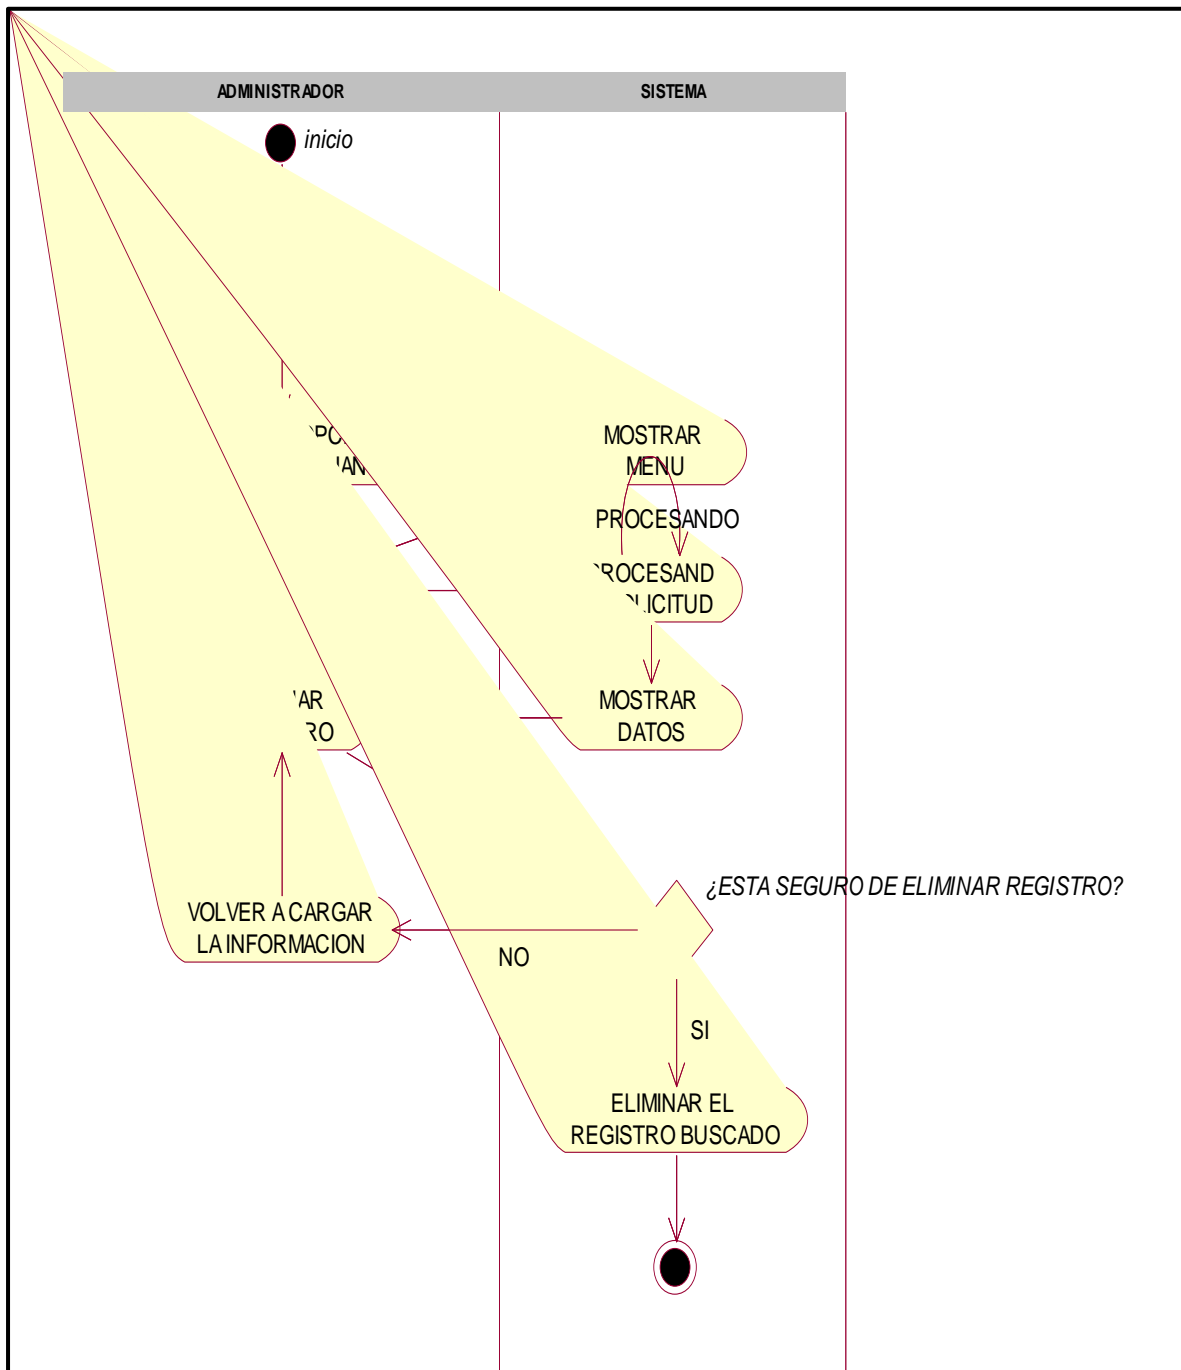 ADMINISTRADOR
SISTEMA
inicio
MOSTRAR
MENU
PROCESANDO
MOSTRAR
DATOS
¿ESTA SEGURO DE ELIMINAR REGISTRO?
VOLVER A CARGAR
LA INFORMACION
NO
SI
ELIMINAR EL
REGISTRO BUSCADO